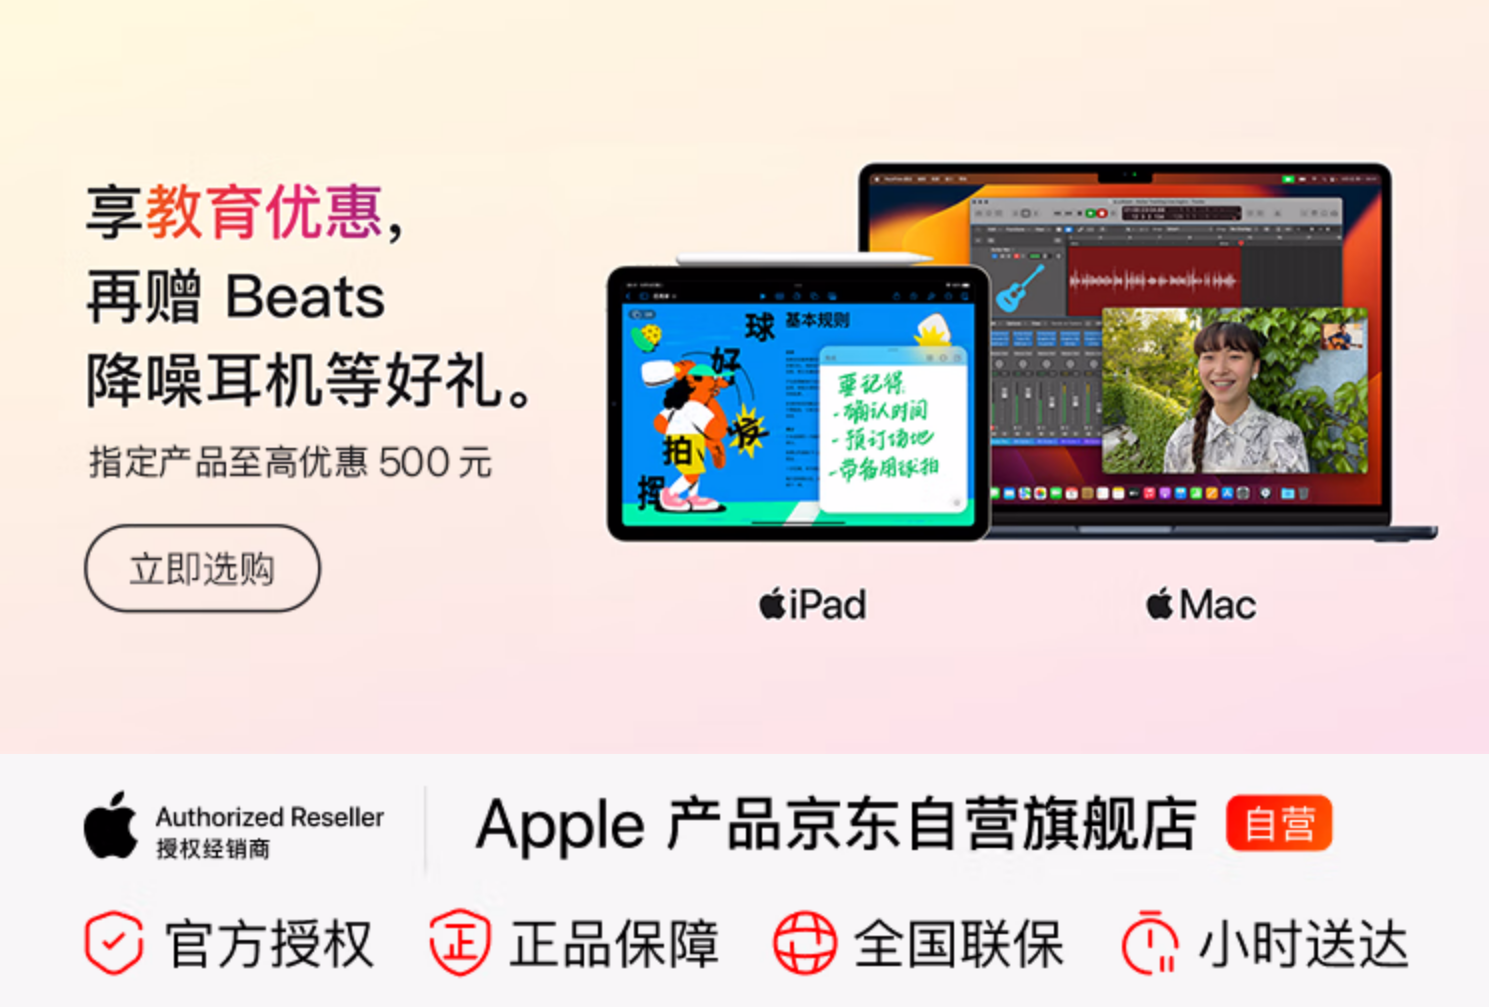 享教育优惠，
再赠 Beats
降噪耳机等好礼。
指定产品至高优惠 500 元
立即选购
球
好
发
拍
挥
基本规则
要记得
-确认时间
-预订场地
-带备用球拍
iPad
Mac
Authorized Reseller
授权经销商
Apple 产品京东自营旗舰店
自营
官方授权
正品保障
全国联保
小时送达